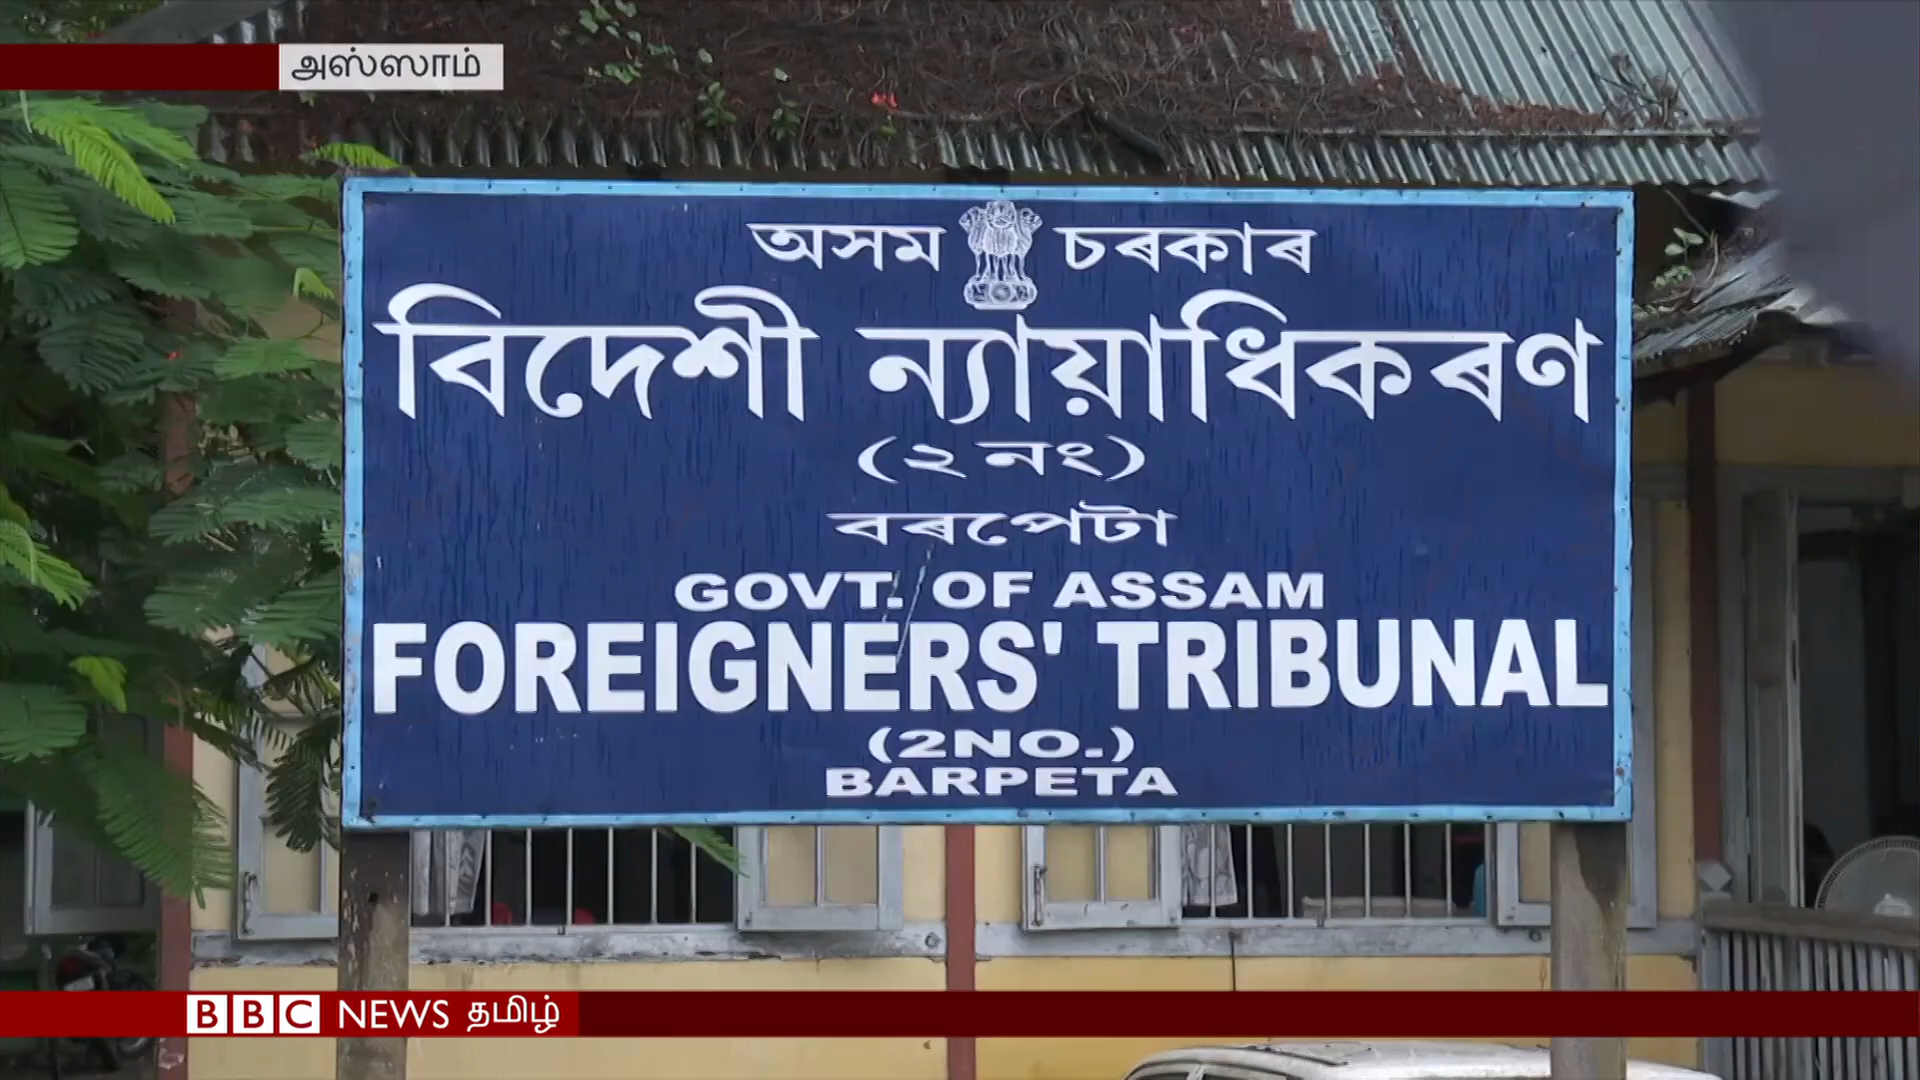 அஸ்ஸாம்
অসম চৰকাৰ
বিদেশী ন্যায়াধিকৰণ
(২ নং)
বৰপেটা
GOVT. OF ASSAM
FOREIGNERS' TRIBUNAL
(2NO.)
BARPETA
BBC NEWS தமிழ்